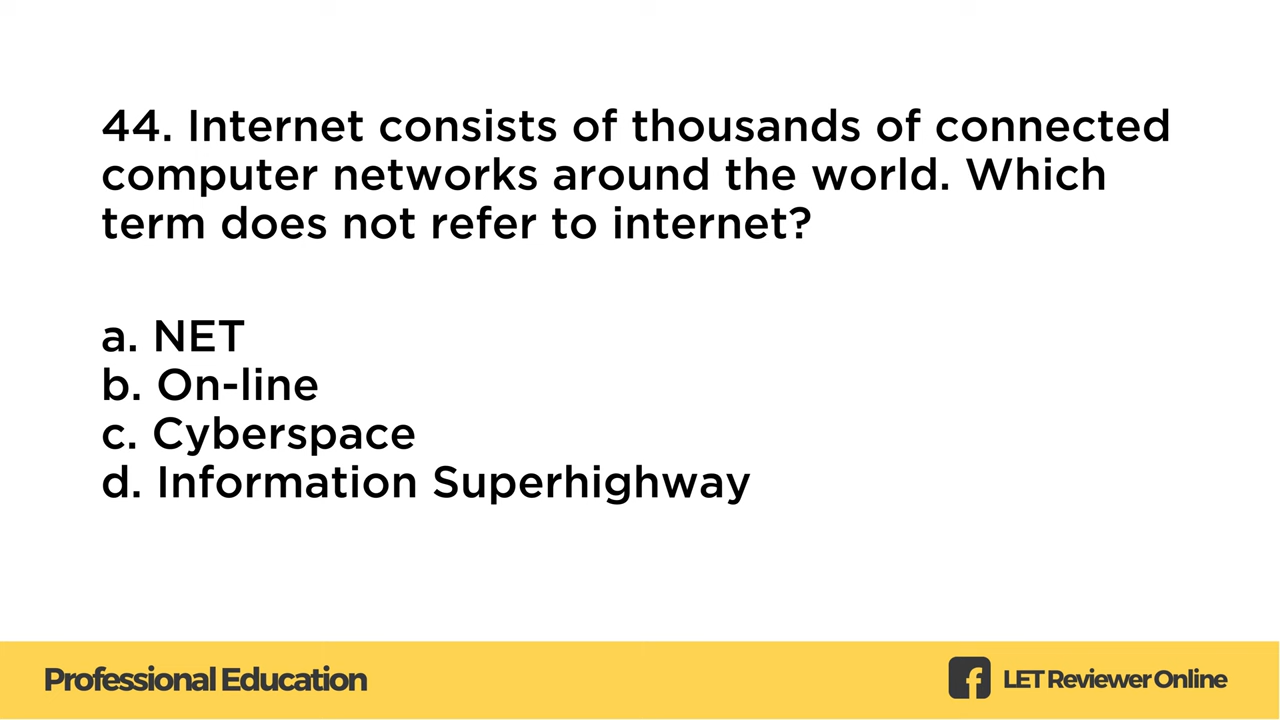 44. Internet consists of thousands of connected
computer networks around the world. Which
term does not refer to internet?
a. NET
b. On-line
c. Cyberspace
d. Information Superhighway
Professional Education
LET Reviewer Online